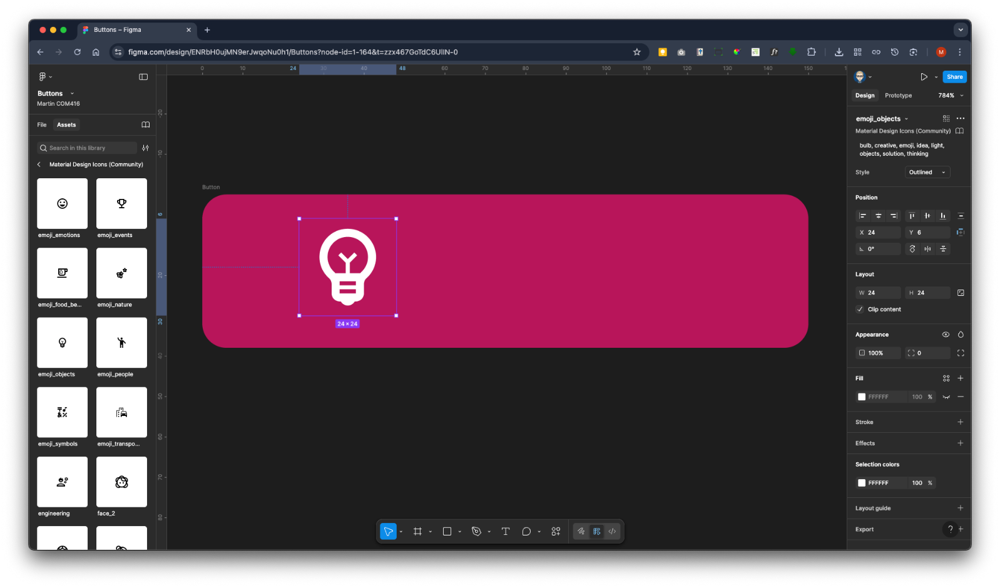 Buttons – Figma
figma.com/design/ENRbH0ujMN9erJwqoNu0h1/Buttons?node-id=1-164&t=zzx467GoTdC6UIIN-0
M
Buttons
Martin COM416
File
Assets
Search in this library
Material Design Icons (Community)
emoji_emotions
emoji_events
emoji_food_be...
emoji_nature
emoji_objects
emoji_people
emoji_symbols
emoji_transpo...
engineering
face_2
0
10
24
30
40
48
60
70
80
90
100
110
120
130
140
150
-20
-10
6
20
30
40
50
60
70
80
Button
24 × 24
Share
Design
Prototype
784%
emoji_objects
Material Design Icons (Community)
bulb, creative, emoji, idea, light,
objects, solution, thinking
Style
Outlined
Position
X 24
Y 6
0°
Layout
W 24
H 24
Clip content
Appearance
100%
0
Fill
FFFFFF 100 %
Stroke
Effects
Selection colors
FFFFFF 100 %
Layout guide
Export
?